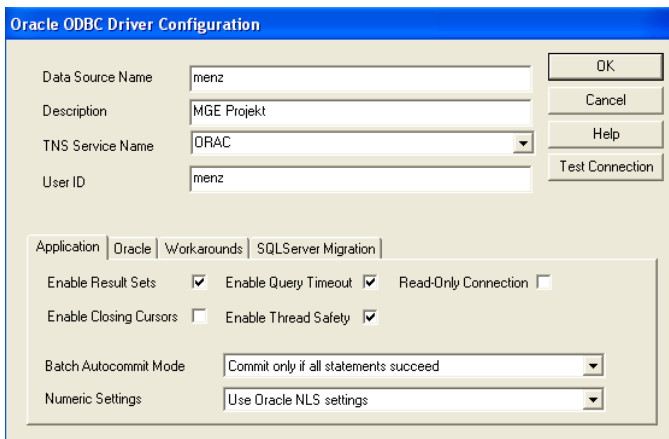 Oracle ODBC Driver Configuration
Data Source Name menz OK
Description MGE Projekt Cancel
TNS Service Name ORAC Help
User ID menz Test Connection
Application Oracle Workarounds SQLServer Migration
Enable Result Sets Enable Query Timeout Read-Only Connection
Enable Closing Cursors Enable Thread Safety
Batch Autocommit Mode Commit only if all statements succeed
Numeric Settings Use Oracle NLS settings